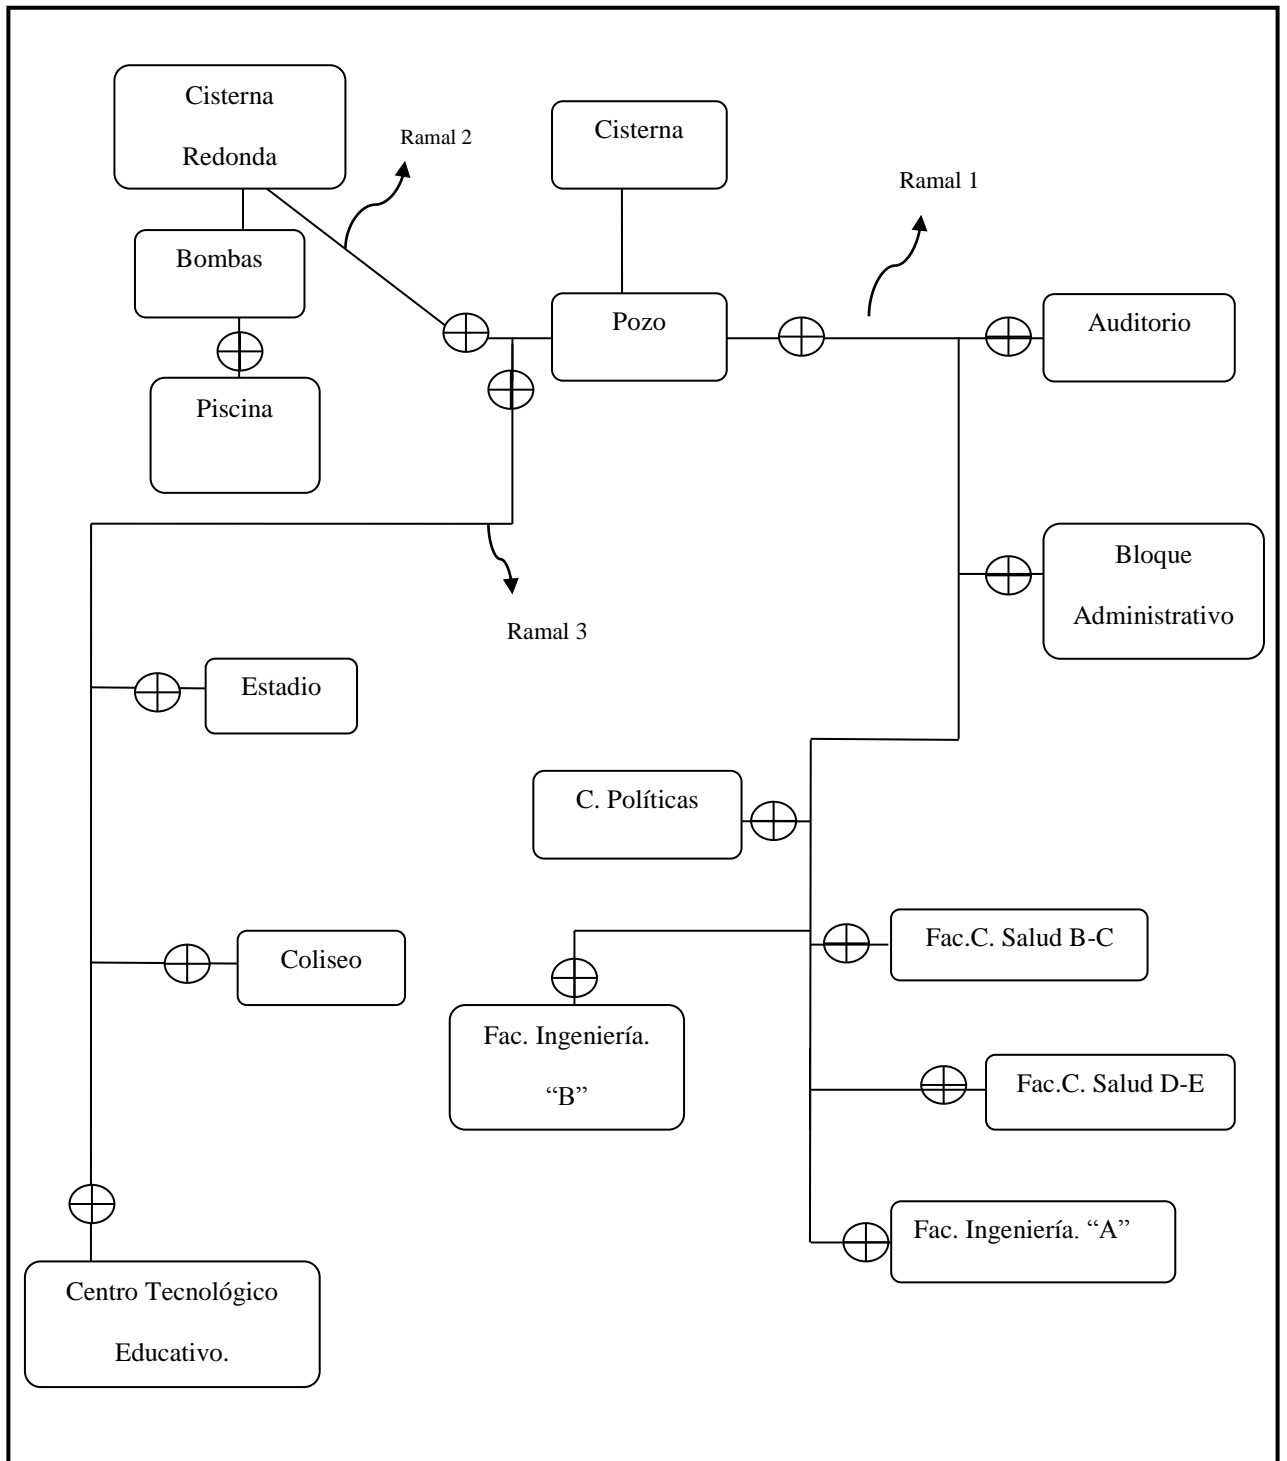 Cisterna
Redonda
Ramal 2
Cisterna
Ramal 1
Bombas
Pozo
Auditorio
Piscina
Bloque
Administrativo
Ramal 3
Estadio
C. Políticas
Fac.C. Salud B-C
Coliseo
Fac. Ingeniería.
“B”
Fac.C. Salud D-E
Fac. Ingeniería. “A”
Centro Tecnológico
Educativo.